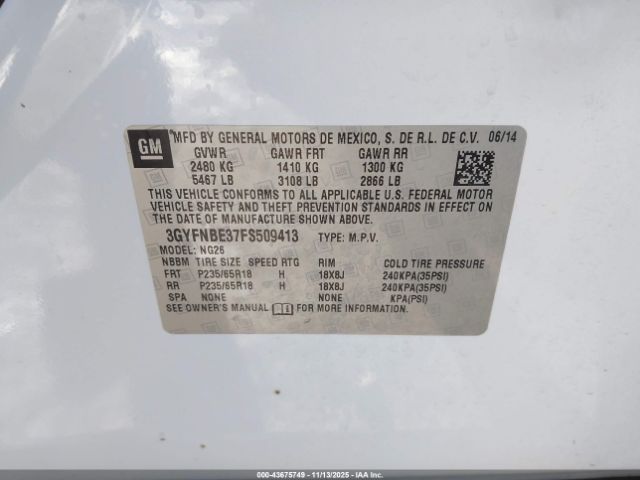 GM
MFD BY GENERAL MOTORS DE MEXICO, S. DE R.L. DE C.V. 06/14
GVWR GAWR FRT GAWR RR
2480 KG 1410 KG 1300 KG
5467 LB 3108 LB 2866 LB
THIS VEHICLE CONFORMS TO ALL APPLICABLE U.S. FEDERAL MOTOR
VEHICLE SAFETY AND THEFT PREVENTION STANDARDS IN EFFECT ON
THE DATE OF MANUFACTURE SHOWN ABOVE.
3GYFNBE37FS509413 TYPE: M.P.V.
MODEL: NG26
NBBM TIRE SIZE SPEED RTG RIM COLD TIRE PRESSURE
FRT P235/65R18 H 18X8J 240KPA(35PSI)
RR P235/65R18 H 18X8J 240KPA(35PSI)
SPA NONE NONE KPA(PSI)
SEE OWNER'S MANUAL FOR MORE INFORMATION.
000-43675749 - 11/13/2025 - IAAI.COM